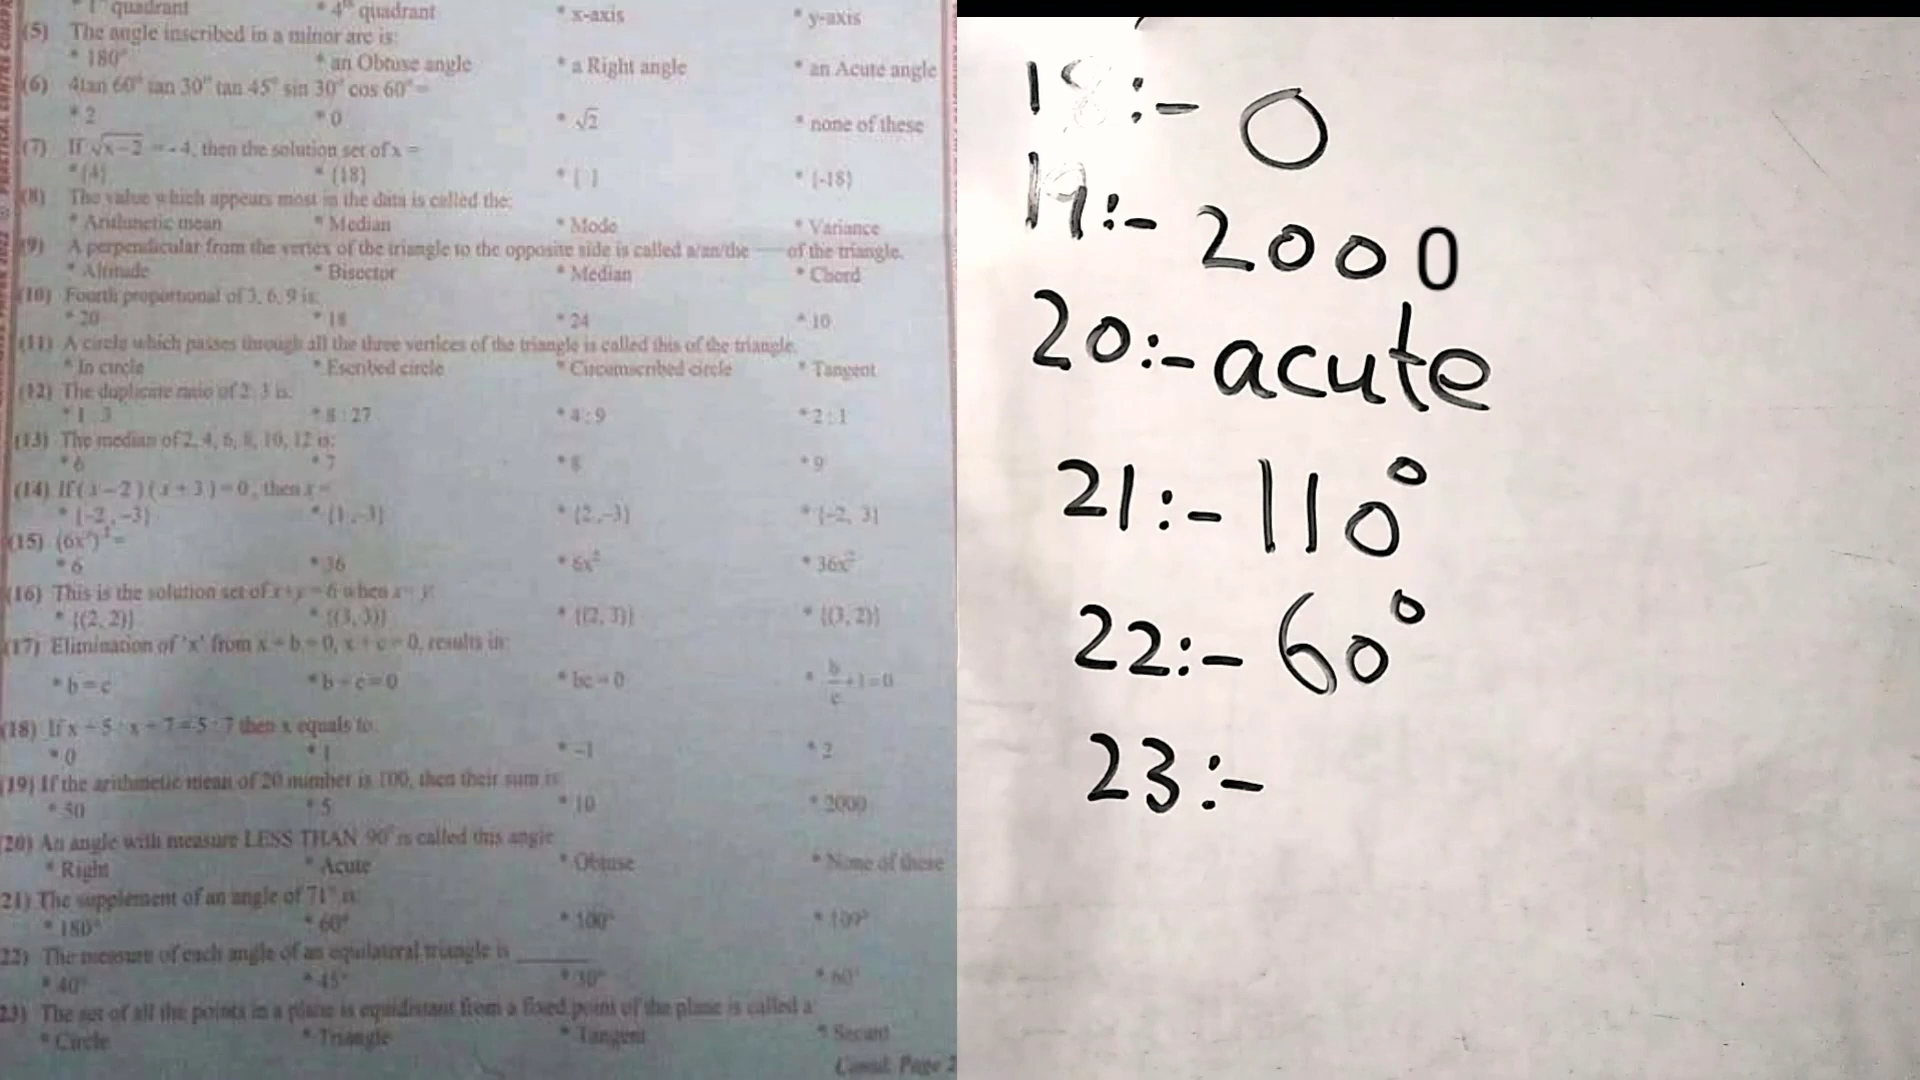 1st quadrant * 4th quadrant * x-axis * y-axis
(5) The angle inscribed in a minor arc is:
* 180° * an Obtuse angle * a Right angle * an Acute angle
(6) 4tan 60° tan 30° tan 45° sin 30° cos 60° =
* 2 * 0 * √2 * none of these
(7) If √x-2 = -4, then the solution set of x =
* {4} * {18} * { } * {-18}
(8) The value which appears most in the data is called the:
* Arithmetic mean * Median * Mode * Variance
(9) A perpendicular from the vertex of the triangle to the opposite side is called a/an/the — of the triangle.
* Altitude * Bisector * Median * Chord
(10) Fourth proportional of 3, 6, 9 is:
* 20 * 18 * 24 * 10
(11) A circle which passes through all the three vertices of the triangle is called this of the triangle.
* In circle * Escribed circle * Circumscribed circle * Tangent
(12) The duplicate ratio of 2 : 3 is:
* 1 : 3 * 8 : 27 * 4 : 9 * 2 : 1
(13) The median of 2, 4, 6, 8, 10, 12 is:
* 6 * 7 * 8 * 9
(14) If (x-2)(x+3)=0, then x =
* {-2, -3} * {1, -3} * {2, -3} * {-2, 3}
(15)
* 6 * 36 * 6x² * 36x²
(16) This is the solution set of x+y=6 when x=y:
* {(2, 2)} * {(3, 3)} * {(2, 3)} * {(3, 2)}
(17) Elimination of 'x' from x + b = 0, x + c = 0, results in:
* b = c * bc = 0 * b/c +1=0
(18) If then x equals to
* 0 * 1 * -1 * 2
(19) If the arithmetic mean of 20 number is 100, then their sum is
* 50 * 5 * 10 * 2000
(20) An angle with measure LESS THAN 90° is called this angle
* Right * Acute * Obtuse * None of these
21) The supplement of an angle of 71° is:
* 180° * 60° * 100° * 109°
22) The measure of each angle of an equilateral triangle is ______
* 40° * 45° * 30° * 60°
23) The set of all the points in a plane is equidistant from a fixed point of the plane is called a:
* Circle * Triangle * Tangent * Secant
Contd. Page 2
18:- 0
19:- 2000
20:- acute
21:- 110°
22:- 60°
23:-